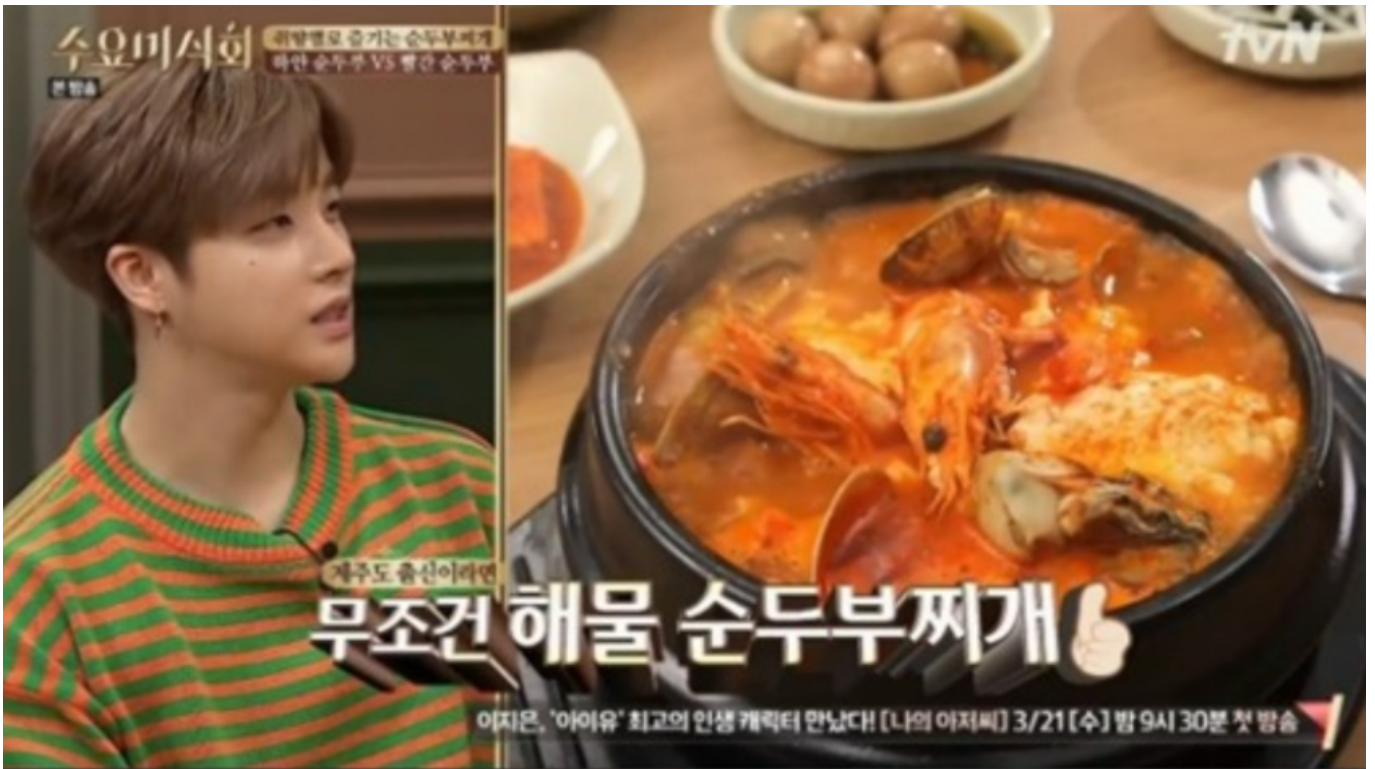 수요미식회
취향별로 즐기는 순두부찌개
하얀 순두부 VS 빨간 순두부
본 방송
tvN
제주도 출신이라면
무조건 해물 순두부찌개
이지은, '아이유' 최고의 인생 캐릭터 만났다! [나의 아저씨] 3/21 [수] 밤 9시 30분 첫 방송